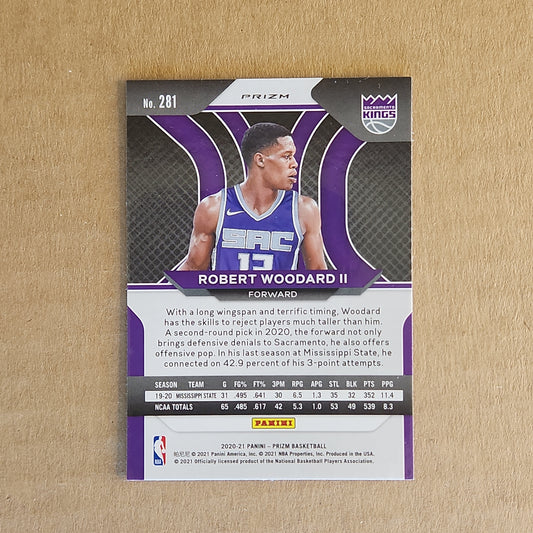 No. 281
PRIZM
SACRAMENTO
KINGS
SAC
13
ROBERT WOODARD II
FORWARD
With a long wingspan and terrific timing, Woodard
has the skills to reject players much taller than him.
A second-round pick in 2020, the forward not only
brings defensive denials to Sacramento, he also offers
offensive pop. In his last season at Mississippi State, he
connected on 42.9 percent of his 3-point attempts.
SEASON TEAM G FG% FT% 3PM RPG APG STL BLK PTS PPG
19-20 MISSISSIPPI STATE 31 .495 .641 30 6.5 1.3 35 32 352 11.4
NCAA TOTALS 65 .485 .617 42 5.3 1.0 53 49 539 8.3
PANINI
NBA
2020-21 PANINI – PRIZM BASKETBALL
帕尼尼 © 2021 Panini America, Inc. © 2021 NBA Properties, Inc. Produced in the USA.
© 2021 Officially licensed product of the National Basketball Players Association.